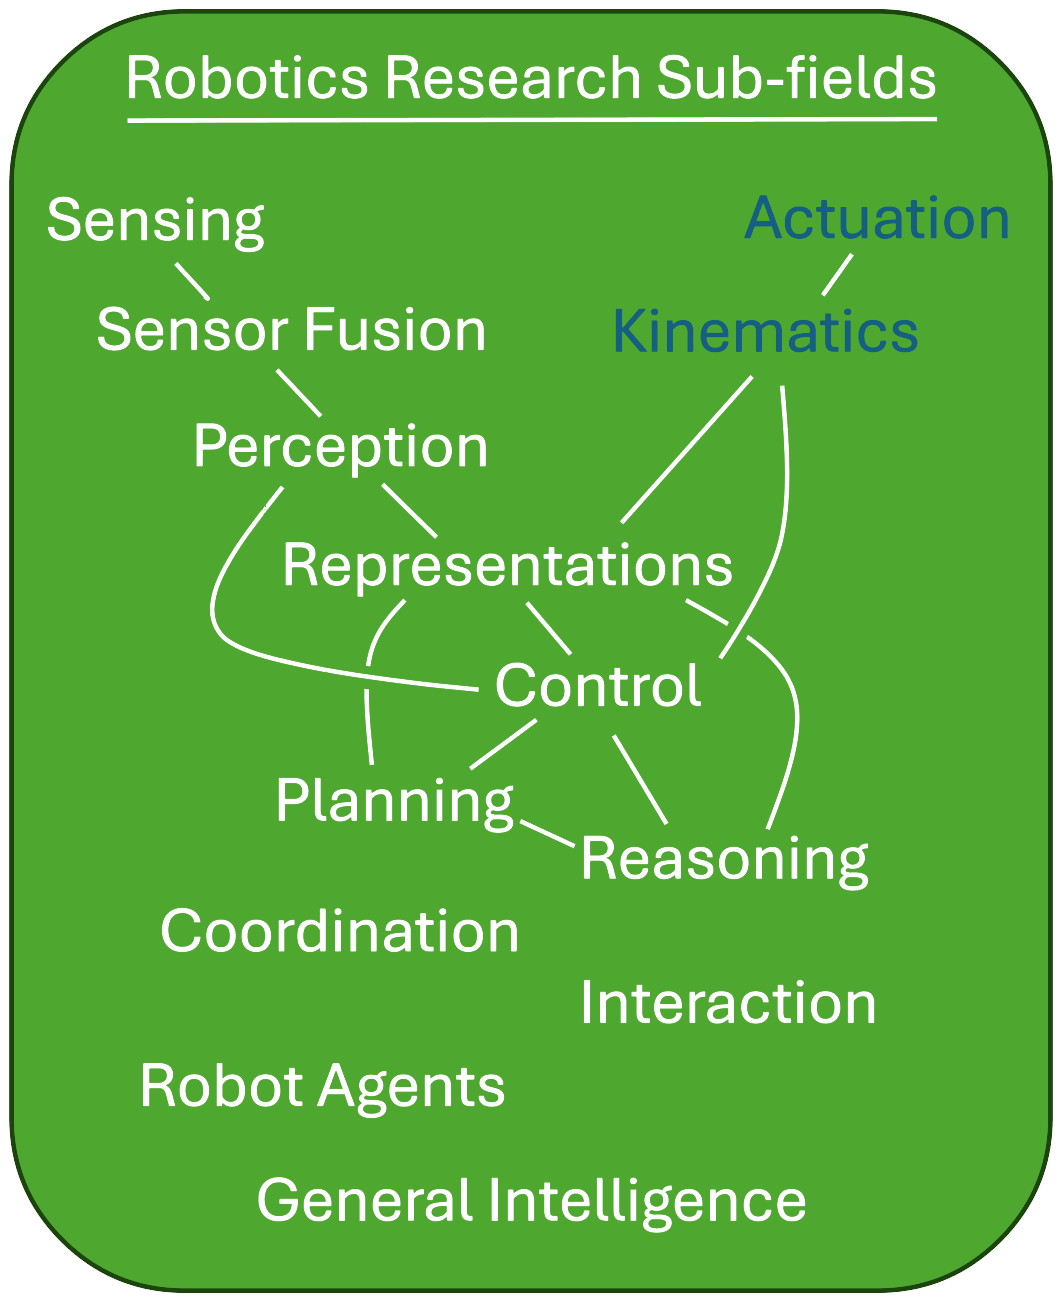 Robotics Research Sub-fields
Sensing
Actuation
Sensor Fusion
Kinematics
Perception
Representations
Control
Planning
Reasoning
Coordination
Interaction
Robot Agents
General Intelligence